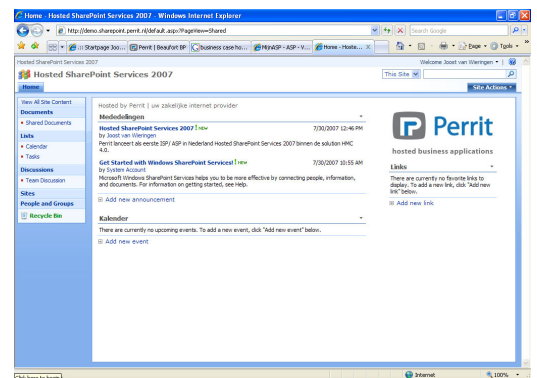 Home - Hosted SharePoint Services 2007 - Windows Internet Explorer
http://demo.sharepoint.perrit.nl/default.aspx?PageView=Shared
Search Google
Startpage Joo...
Perrit | Beaufort BP
business case ho...
MijnASP - ASP - V...
Home - Hoste...
Page
Tools
Hosted SharePoint Services 2007
Welcome Joost van Wieringen
Hosted SharePoint Services 2007
This Site
Home
Site Actions
View All Site Content
Documents
Shared Documents
Lists
Calendar
Tasks
Discussions
Team Discussion
Sites
People and Groups
Recycle Bin
Hosted by Perrit | uw zakelijke internet provider
Mededelingen
Hosted SharePoint Services 2007 ! NEW 7/30/2007 12:46 PM
by Joost van Wieringen
Perrit lanceert als eerste ISP/ ASP in Nederland Hosted SharePoint Services 2007 binnen de solution HMC
4.0.
Get Started with Windows SharePoint Services! ! NEW 7/30/2007 10:55 AM
by System Account
Microsoft Windows SharePoint Services helps you to be more effective by connecting people, information,
and documents. For information on getting started, see Help.
Add new announcement
Kalender
There are currently no upcoming events. To add a new event, click "Add new event" below.
Add new event
Perrit
hosted business applications
Links
There are currently no favorite links to
display. To add a new link, click "Add new
link" below.
Add new link
Click here to begin
Internet
100%